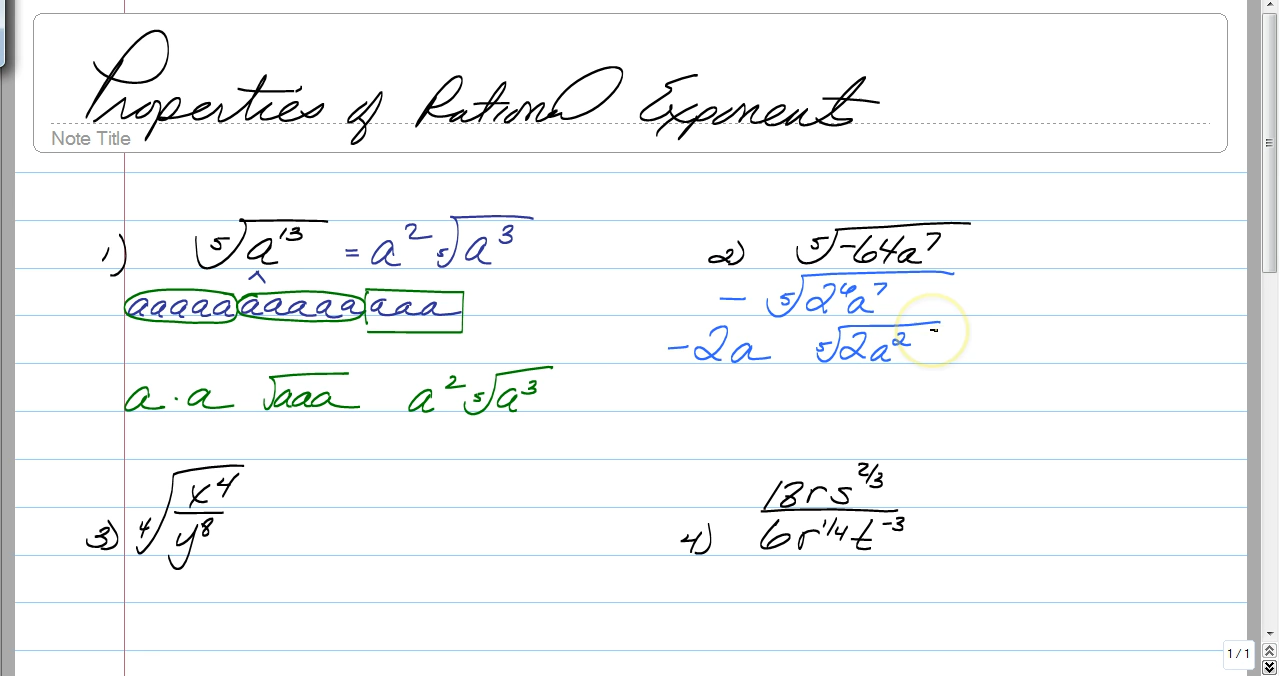 Properties of Rational Exponents
Note Title
1) ⁵√a¹³ = a² ⁵√a³
aaaaa aaaaa aaa
a · a √aaa a² ⁵√a³
2) ⁵√-64a⁷
- ⁵√2⁶a⁷
-2a ⁵√2a²
3) ⁴√x⁴/y⁸
4) 18rs^2/3 / 6r^1/4 t^-3
1 / 1